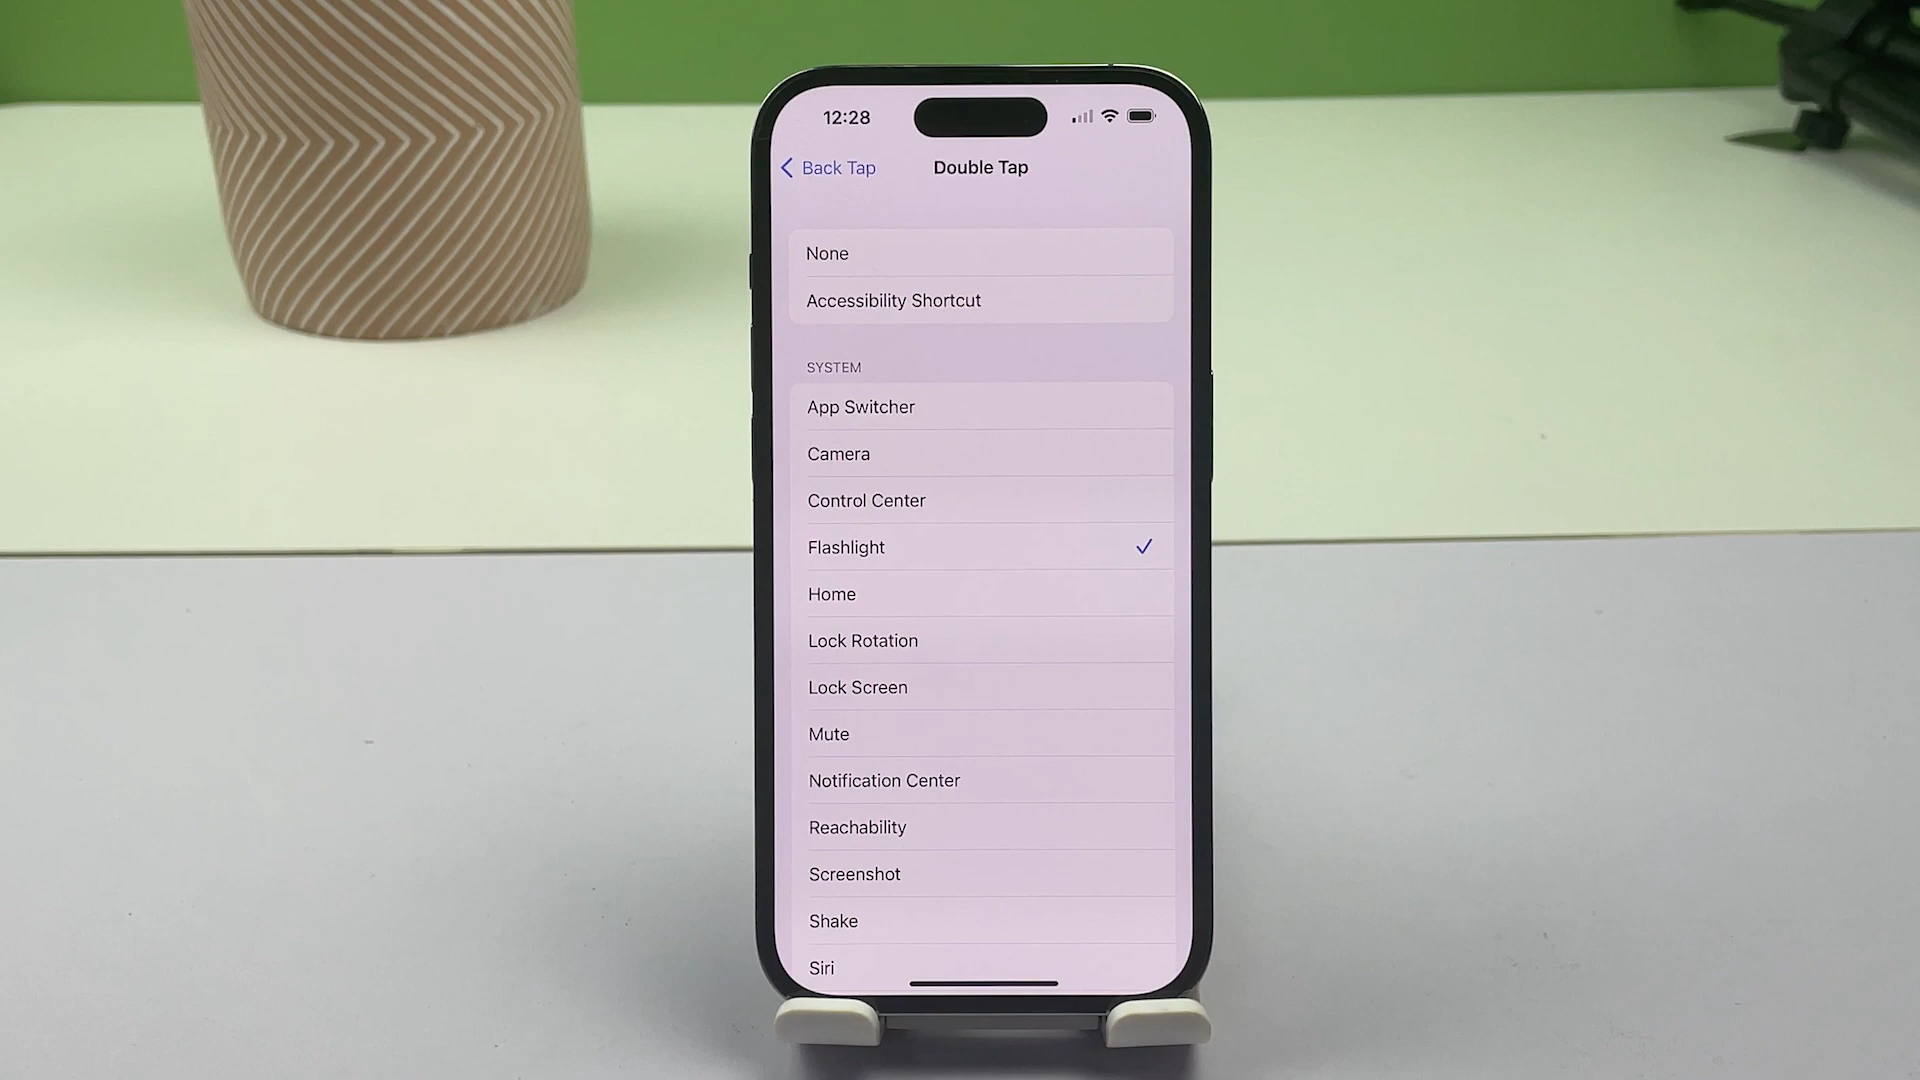 12:28
Back Tap
Double Tap
None
Accessibility Shortcut
SYSTEM
App Switcher
Camera
Control Center
Flashlight
Home
Lock Rotation
Lock Screen
Mute
Notification Center
Reachability
Screenshot
Shake
Siri